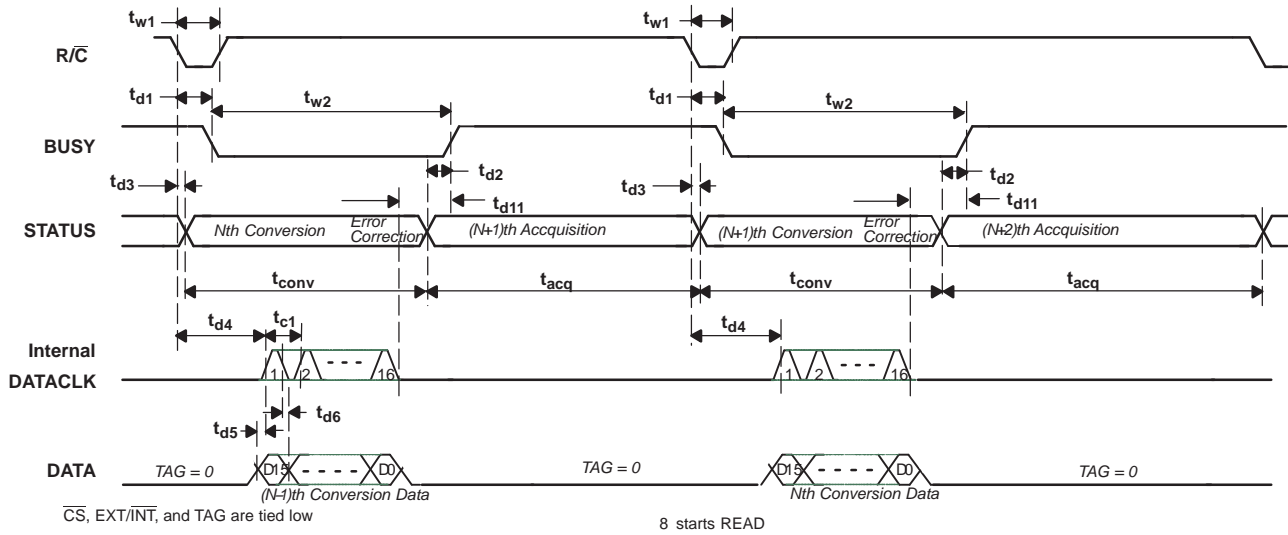 tw1 tw1
R/C̅
td1 tw2 td1 tw2
BUSY
td3 td2 td3 td2
td11 td11
STATUS Nth Conversion Error Correction (N+1)th Accquisition (N+1)th Conversion Error Correction (N+2)th Accquisition
tconv tacq tconv tacq
td4 tc1 td4
Internal DATACLK 1 2 - - - 16 1 2 - - - 16
td5 td6
DATA TAG = 0 D15 - - - - D0 TAG = 0 D15 - - - - D0 TAG = 0
(N-1)th Conversion Data Nth Conversion Data
C̅S̅, EXT/I̅N̅T̅, and TAG are tied low
8 starts READ